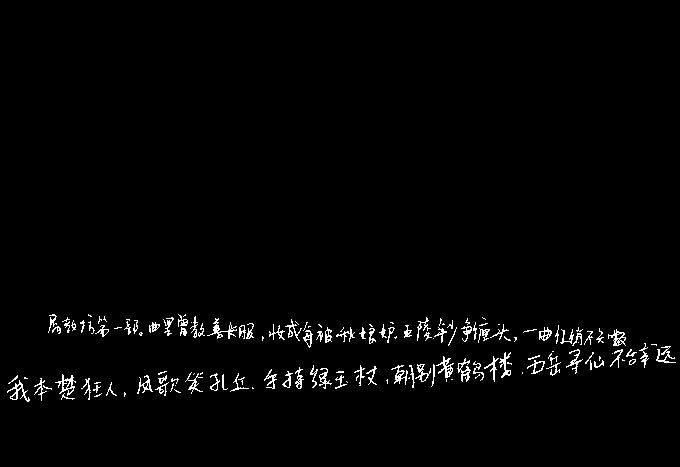 属教坊第一部。曲罢曾教善才服,妆成每被秋娘妒.五陵年少争缠头,一曲红绡不知数
我本楚狂人,凤歌笑孔丘.手持绿玉杖,朝别黄鹤楼.五岳寻仙不辞远